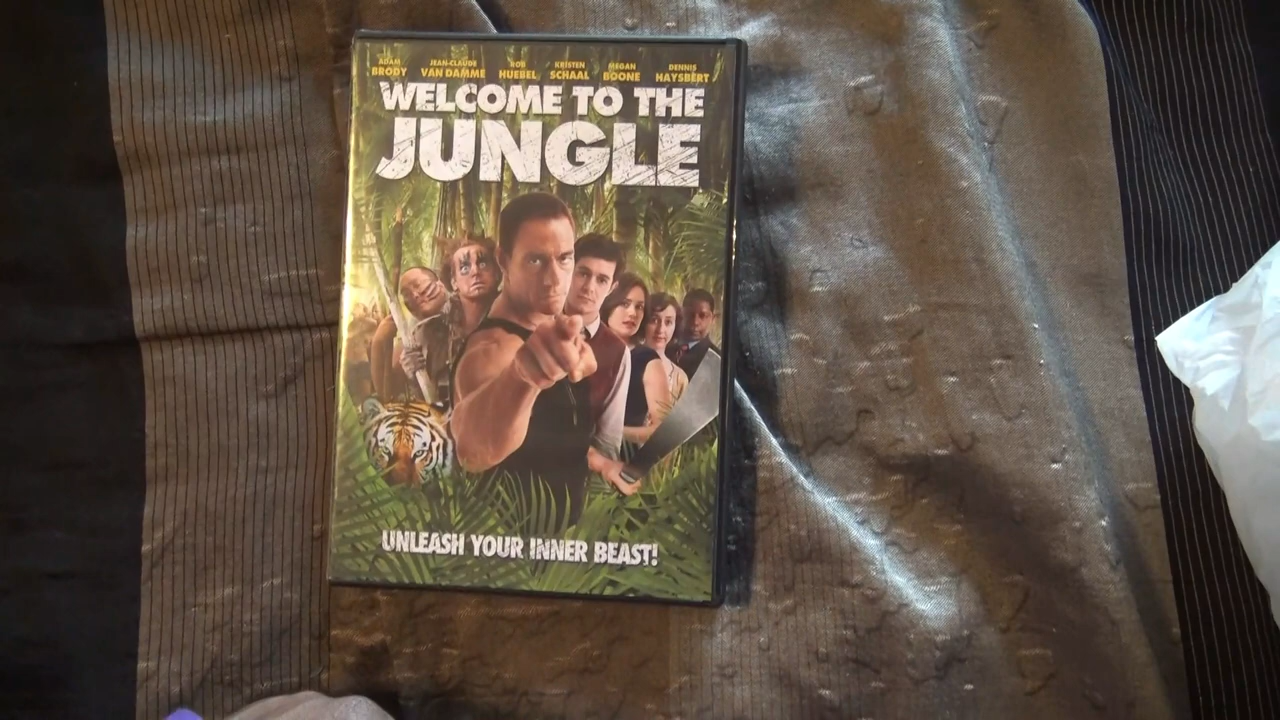 ADAM JEAN-CLAUDE ROB KRISTEN MEGAN DENNIS
BRODY VAN DAMME HUEBEL SCHAAL BOONE HAYSBERT
WELCOME TO THE
JUNGLE
UNLEASH YOUR INNER BEAST!